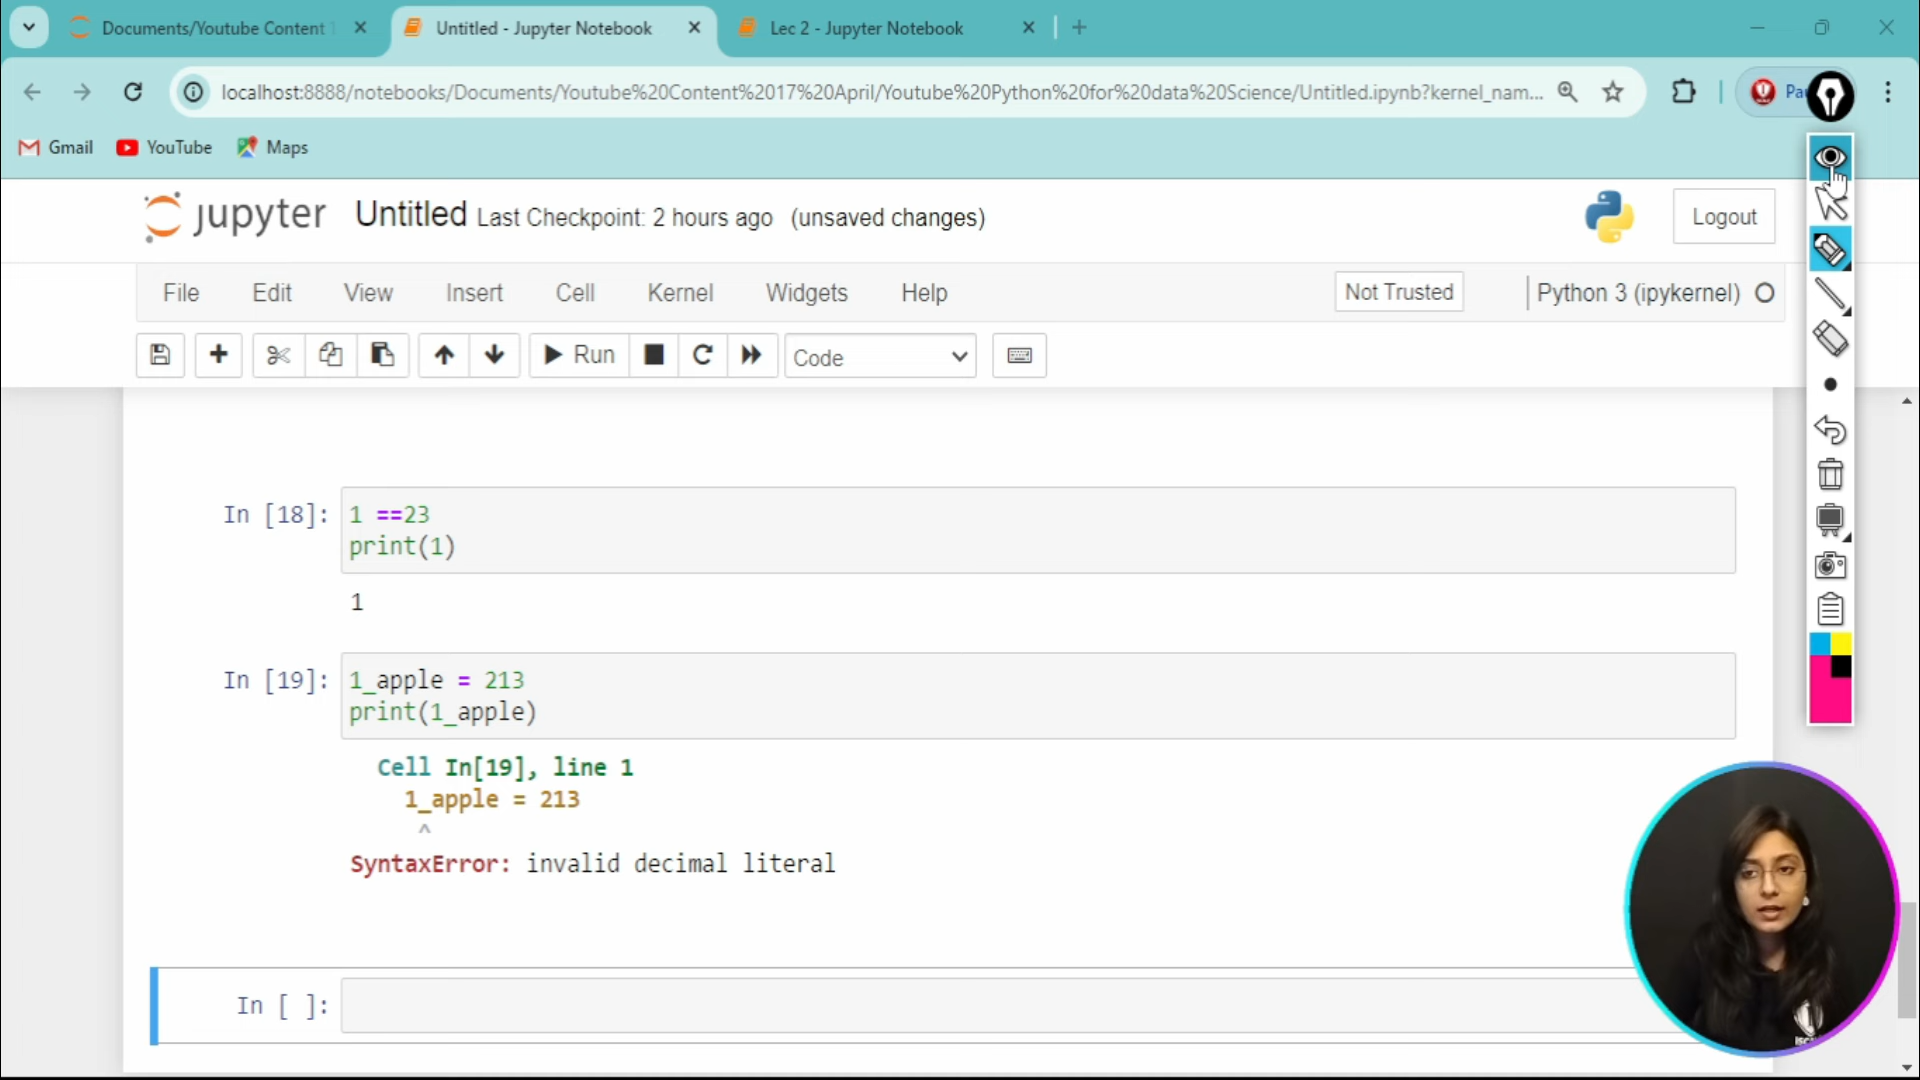 Documents/Youtube Content 1
Untitled - Jupyter Notebook
Lec 2 - Jupyter Notebook
localhost:8888/notebooks/Documents/Youtube%20Content%2017%20April/Youtube%20Python%20for%20data%20Science/Untitled.ipynb?kernel_nam...
Gmail
YouTube
Maps
jupyter
Untitled Last Checkpoint: 2 hours ago (unsaved changes)
Logout
File
Edit
View
Insert
Cell
Kernel
Widgets
Help
Not Trusted
Python 3 (ipykernel)
Run
Code
In [18]:
1 ==23
print(1)
1
In [19]:
1_apple = 213
print(1_apple)
Cell In[19], line 1
1_apple = 213
^
SyntaxError: invalid decimal literal
In [ ]: